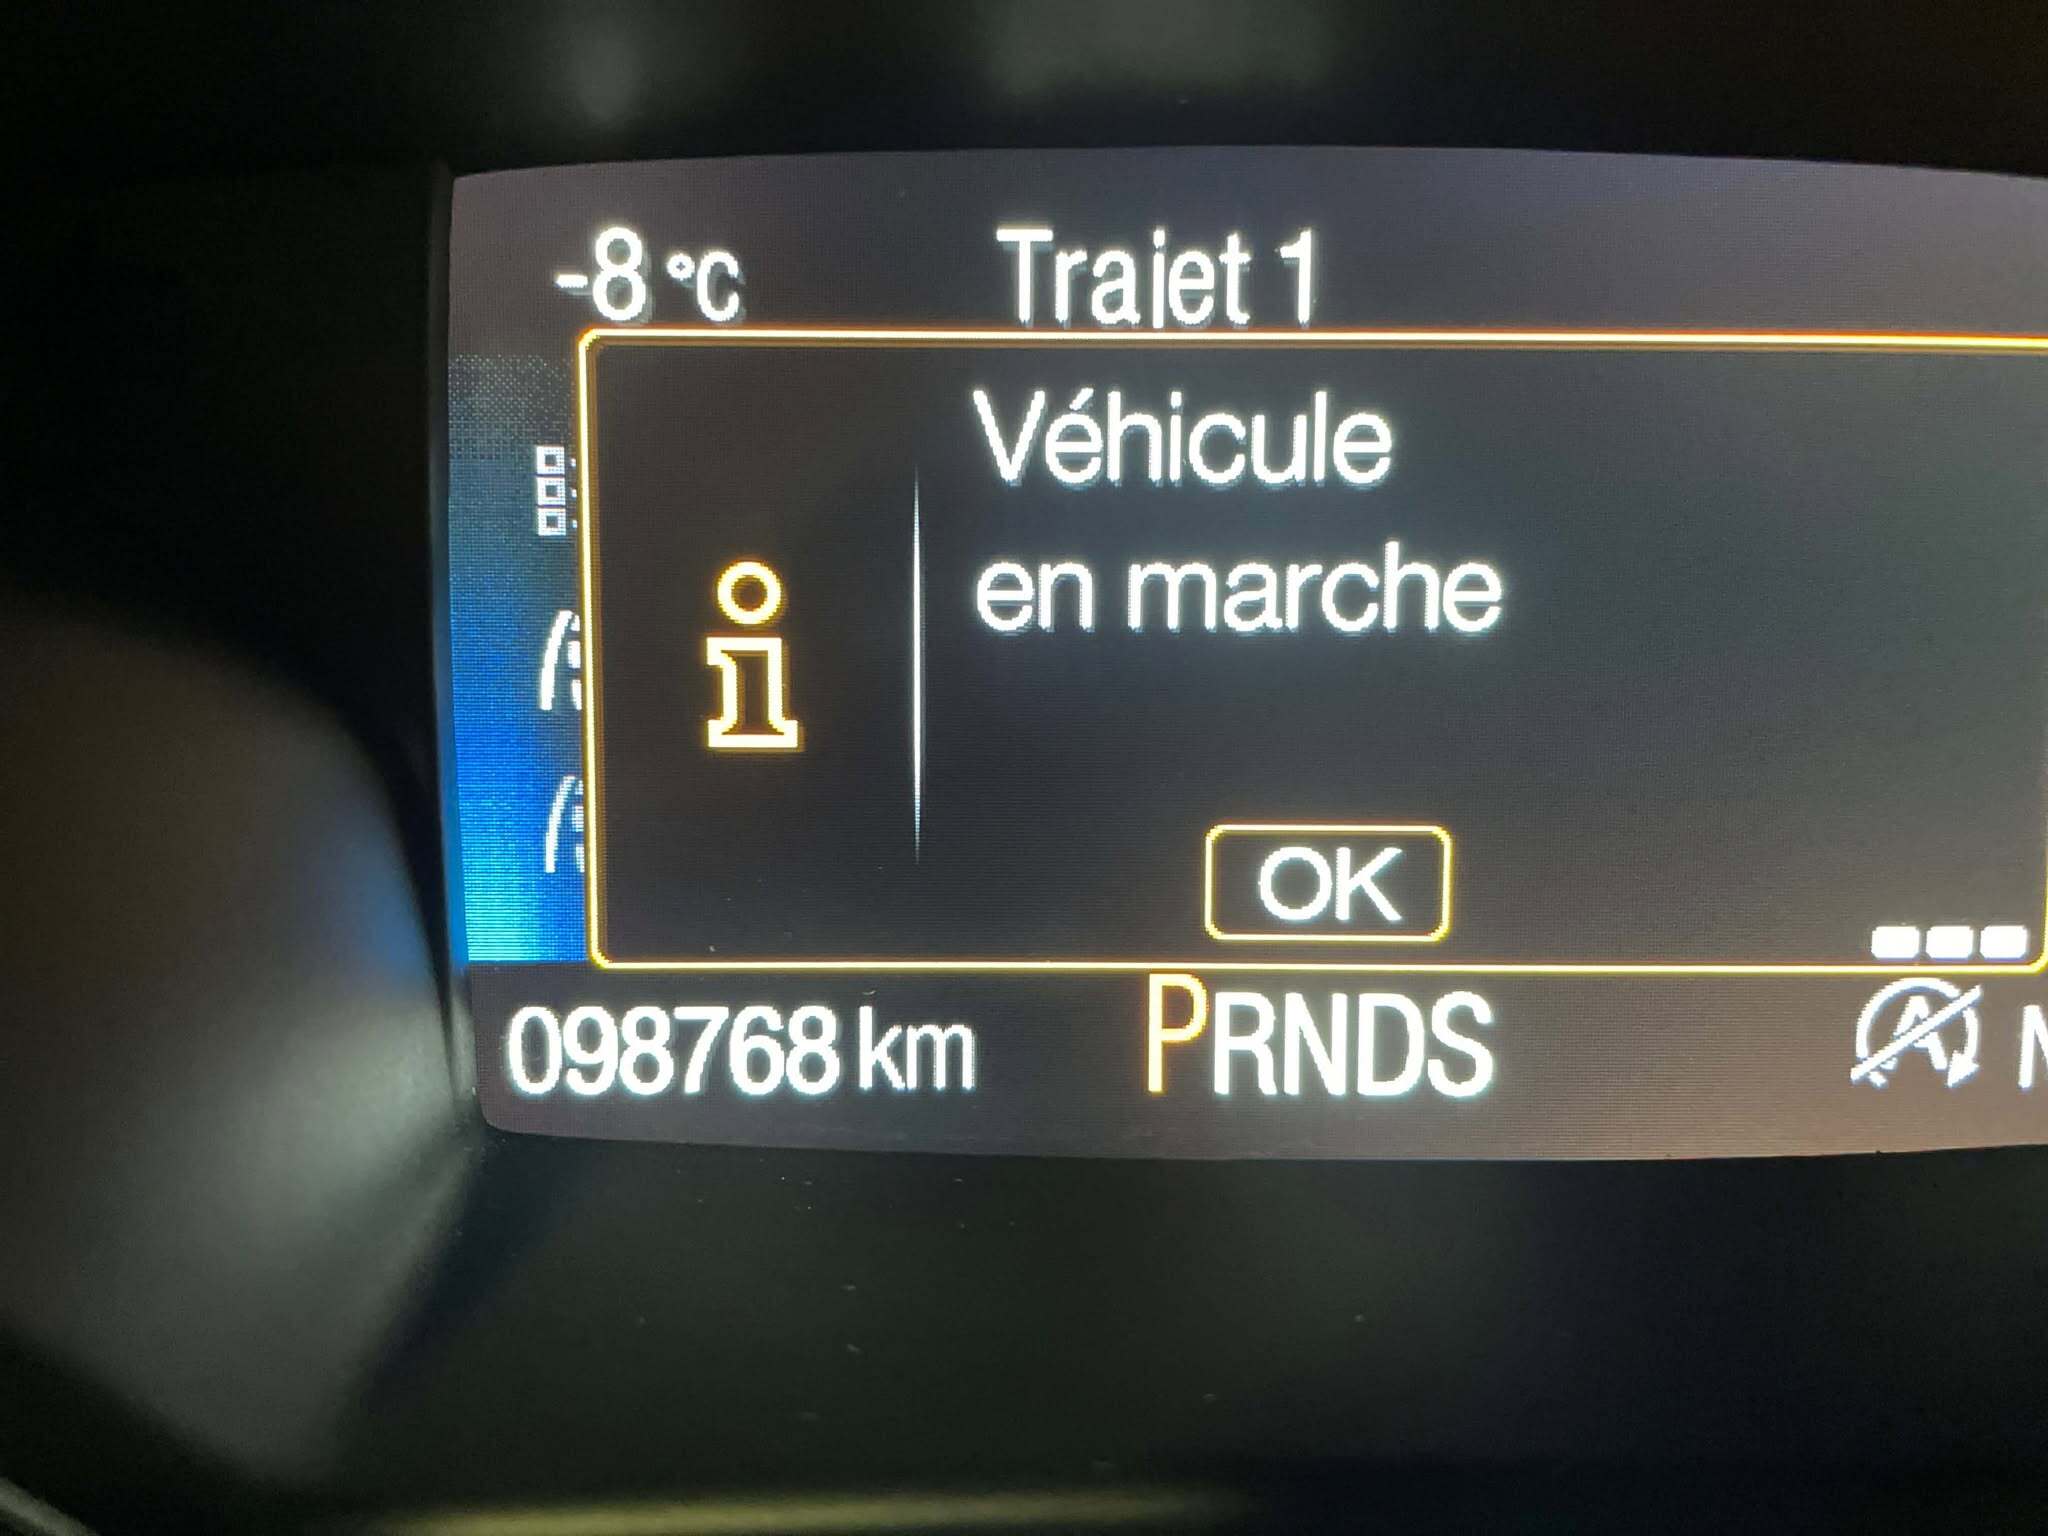 -8 °C Trajet 1
Véhicule
en marche
OK
098768 km PRNDS